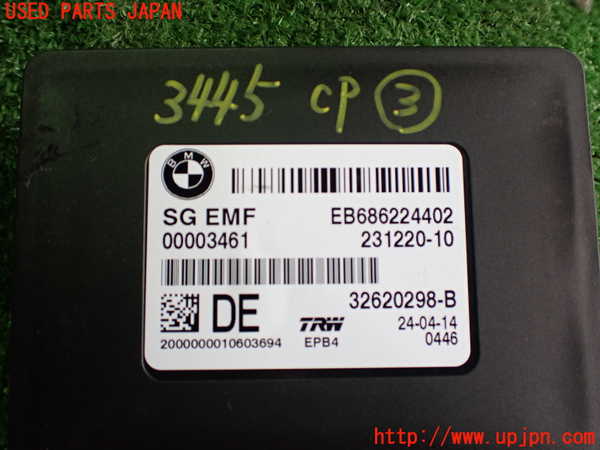 USED PARTS JAPAN
3445 CP ③
BMW
SG EMF EB686224402
00003461 231220-10
32620298-B
DE TRW 24-04-14
2000000010603694 EPB4 0446
http://www.upjpn.com/